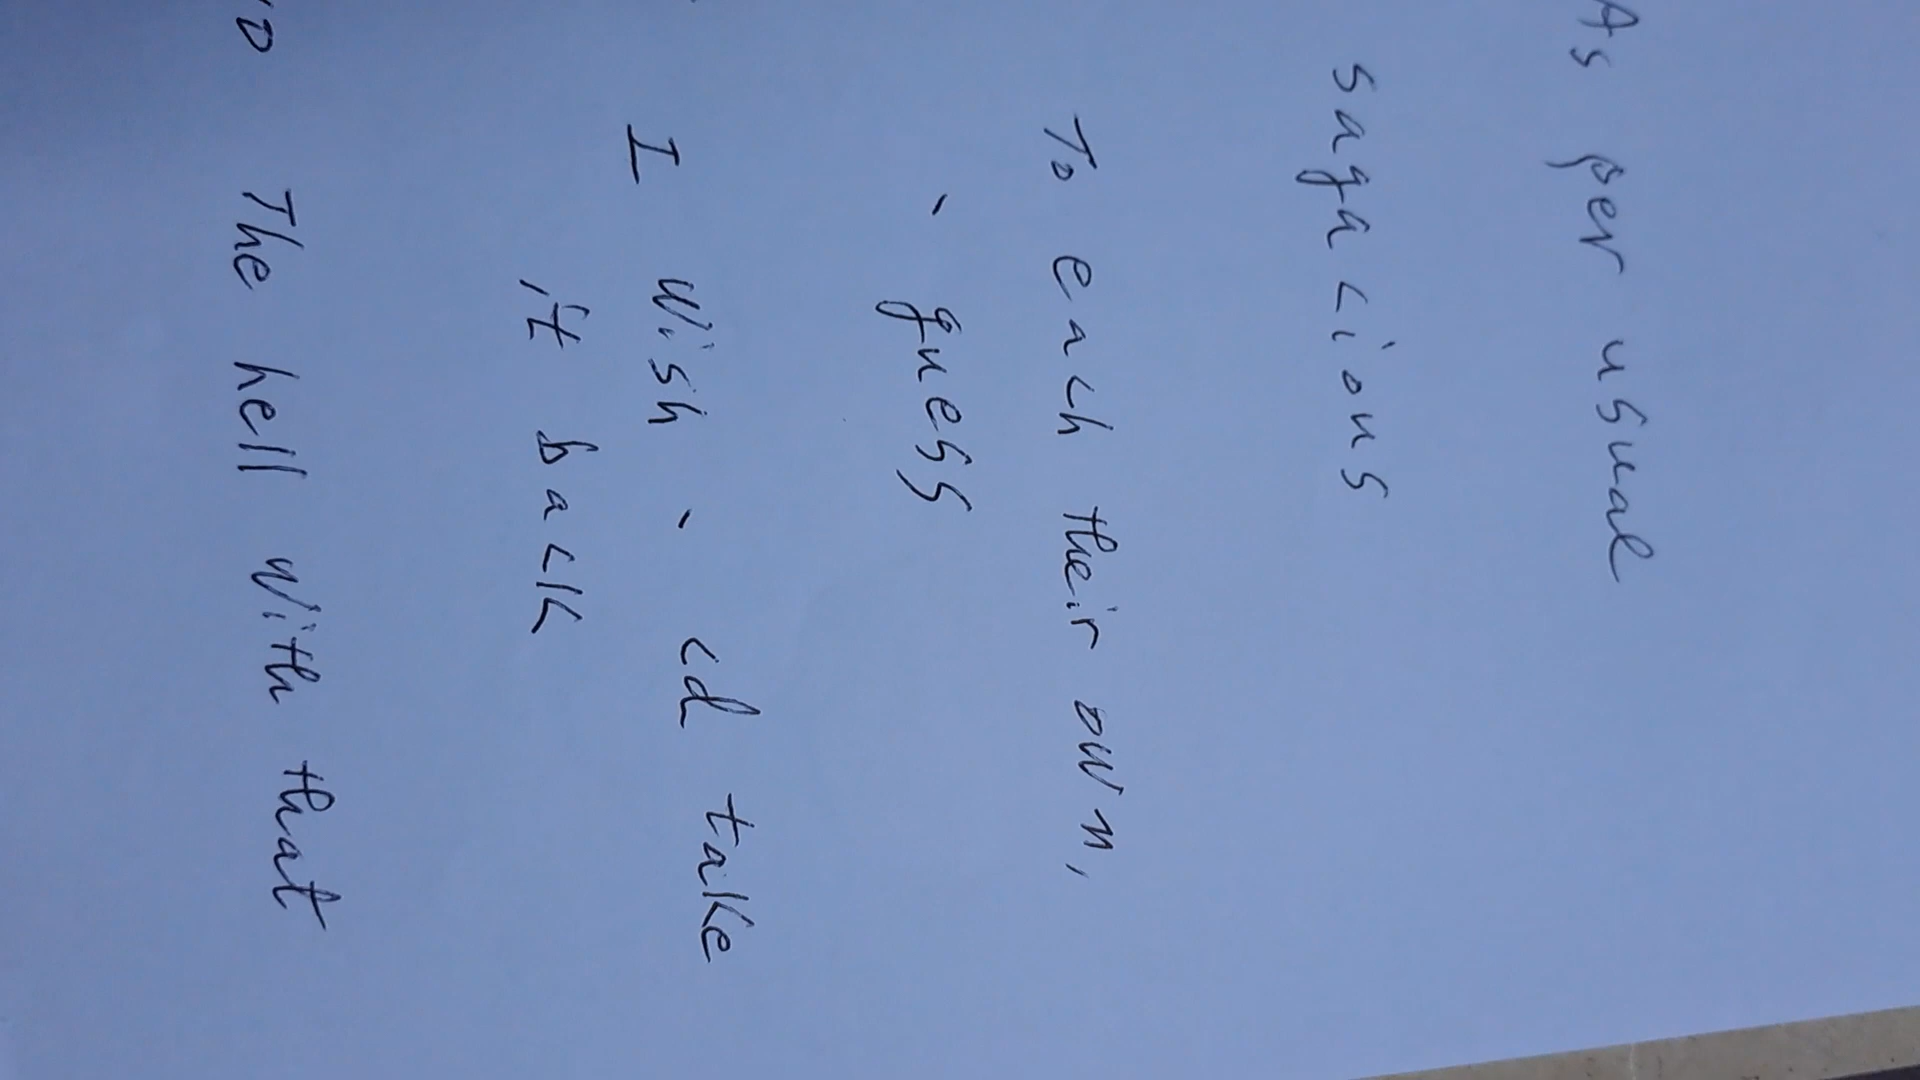 As per usual
sagacious
To each their own,
` guess
I wish ` cd take
it back
The hell with that